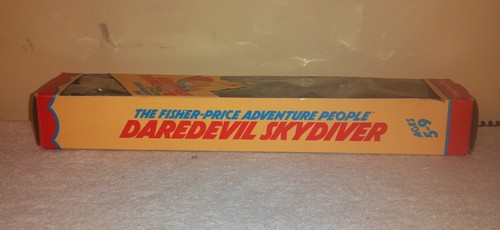 THE FISHER-PRICE ADVENTURE PEOPLE
DAREDEVIL SKYDIVER
AGES
5-9